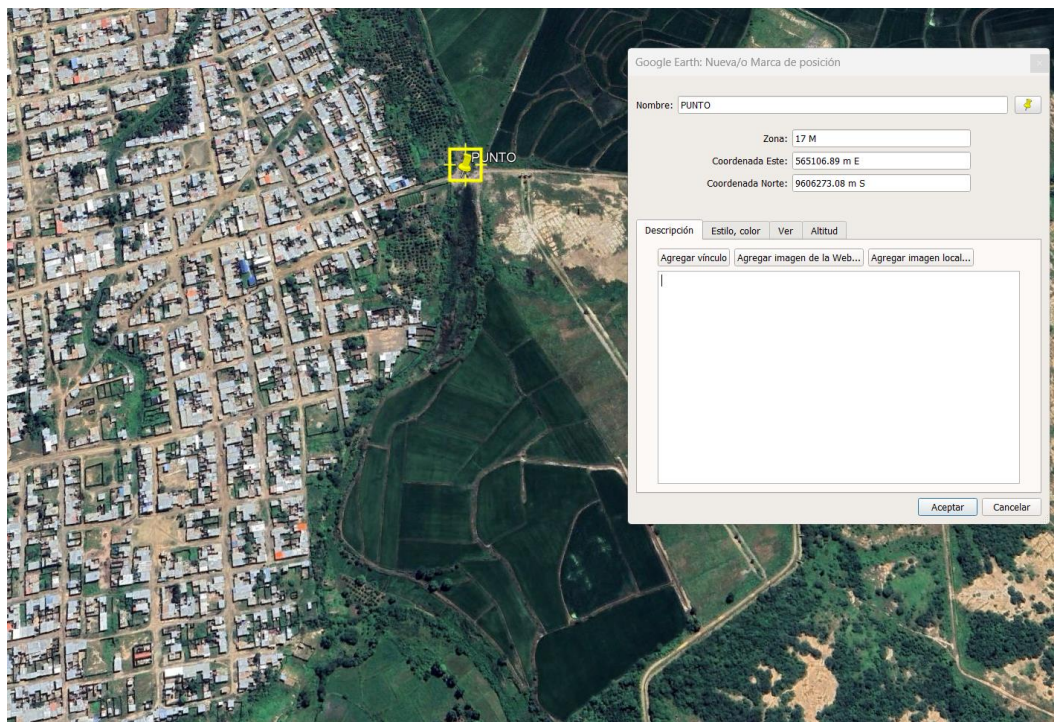 Google Earth: Nueva/o Marca de posición
Nombre: PUNTO
PUNTO
Zona: 17 M
Coordenada Este: 565106.89 m E
Coordenada Norte: 9606273.08 m S
Descripción Estilo, color Ver Altitud
Agregar vínculo Agregar imagen de la Web... Agregar imagen local...
Aceptar Cancelar